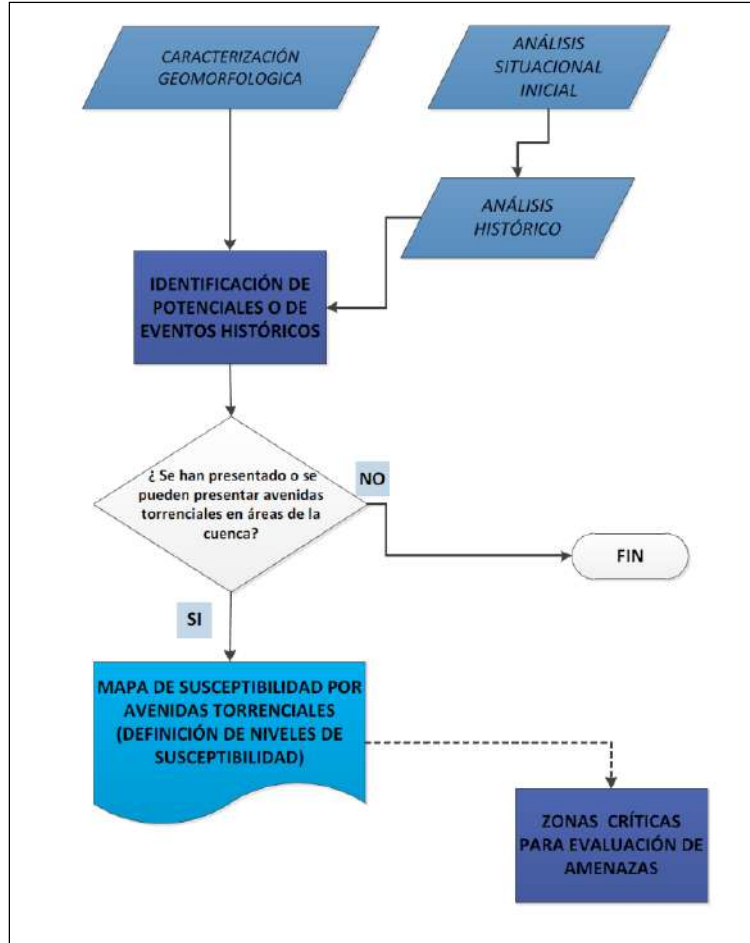 CARACTERIZACIÓN
GEOMORFOLOGICA
ANÁLISIS
SITUACIONAL
INICIAL
ANÁLISIS
HISTÓRICO
IDENTIFICACIÓN DE
POTENCIALES O DE
EVENTOS HISTÓRICOS
¿ Se han presentado o se
pueden presentar avenidas
torrenciales en áreas de la
cuenca?
NO
FIN
SI
MAPA DE SUSCEPTIBILIDAD POR
AVENIDAS TORRENCIALES
(DEFINICIÓN DE NIVELES DE
SUSCEPTIBILIDAD)
ZONAS CRÍTICAS
PARA EVALUACIÓN DE
AMENAZAS